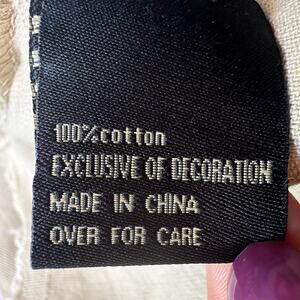 100%cotton
EXCLUSIVE OF DECORATION
MADE IN CHINA
OVER FOR CARE